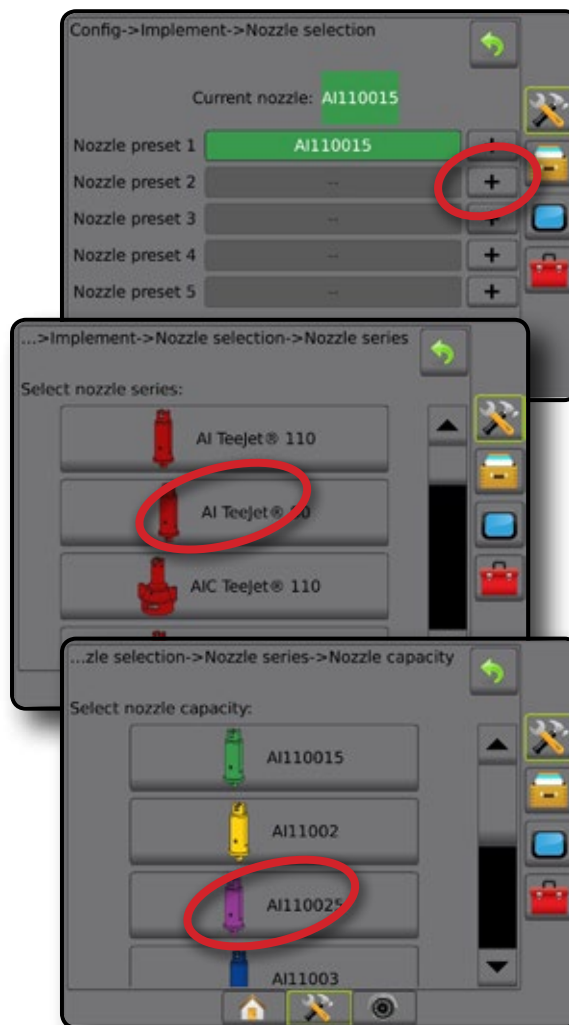 Config->Implement->Nozzle selection
Current nozzle: AI110015
Nozzle preset 1 AI110015 +
Nozzle preset 2 -- +
Nozzle preset 3 -- +
Nozzle preset 4 -- +
Nozzle preset 5 -- +
...>Implement->Nozzle selection->Nozzle series
Select nozzle series:
AI TeeJet® 110
AI TeeJet® 80
AIC TeeJet® 110
...zle selection->Nozzle series->Nozzle capacity
Select nozzle capacity:
AI110015
AI11002
AI110025
AI11003